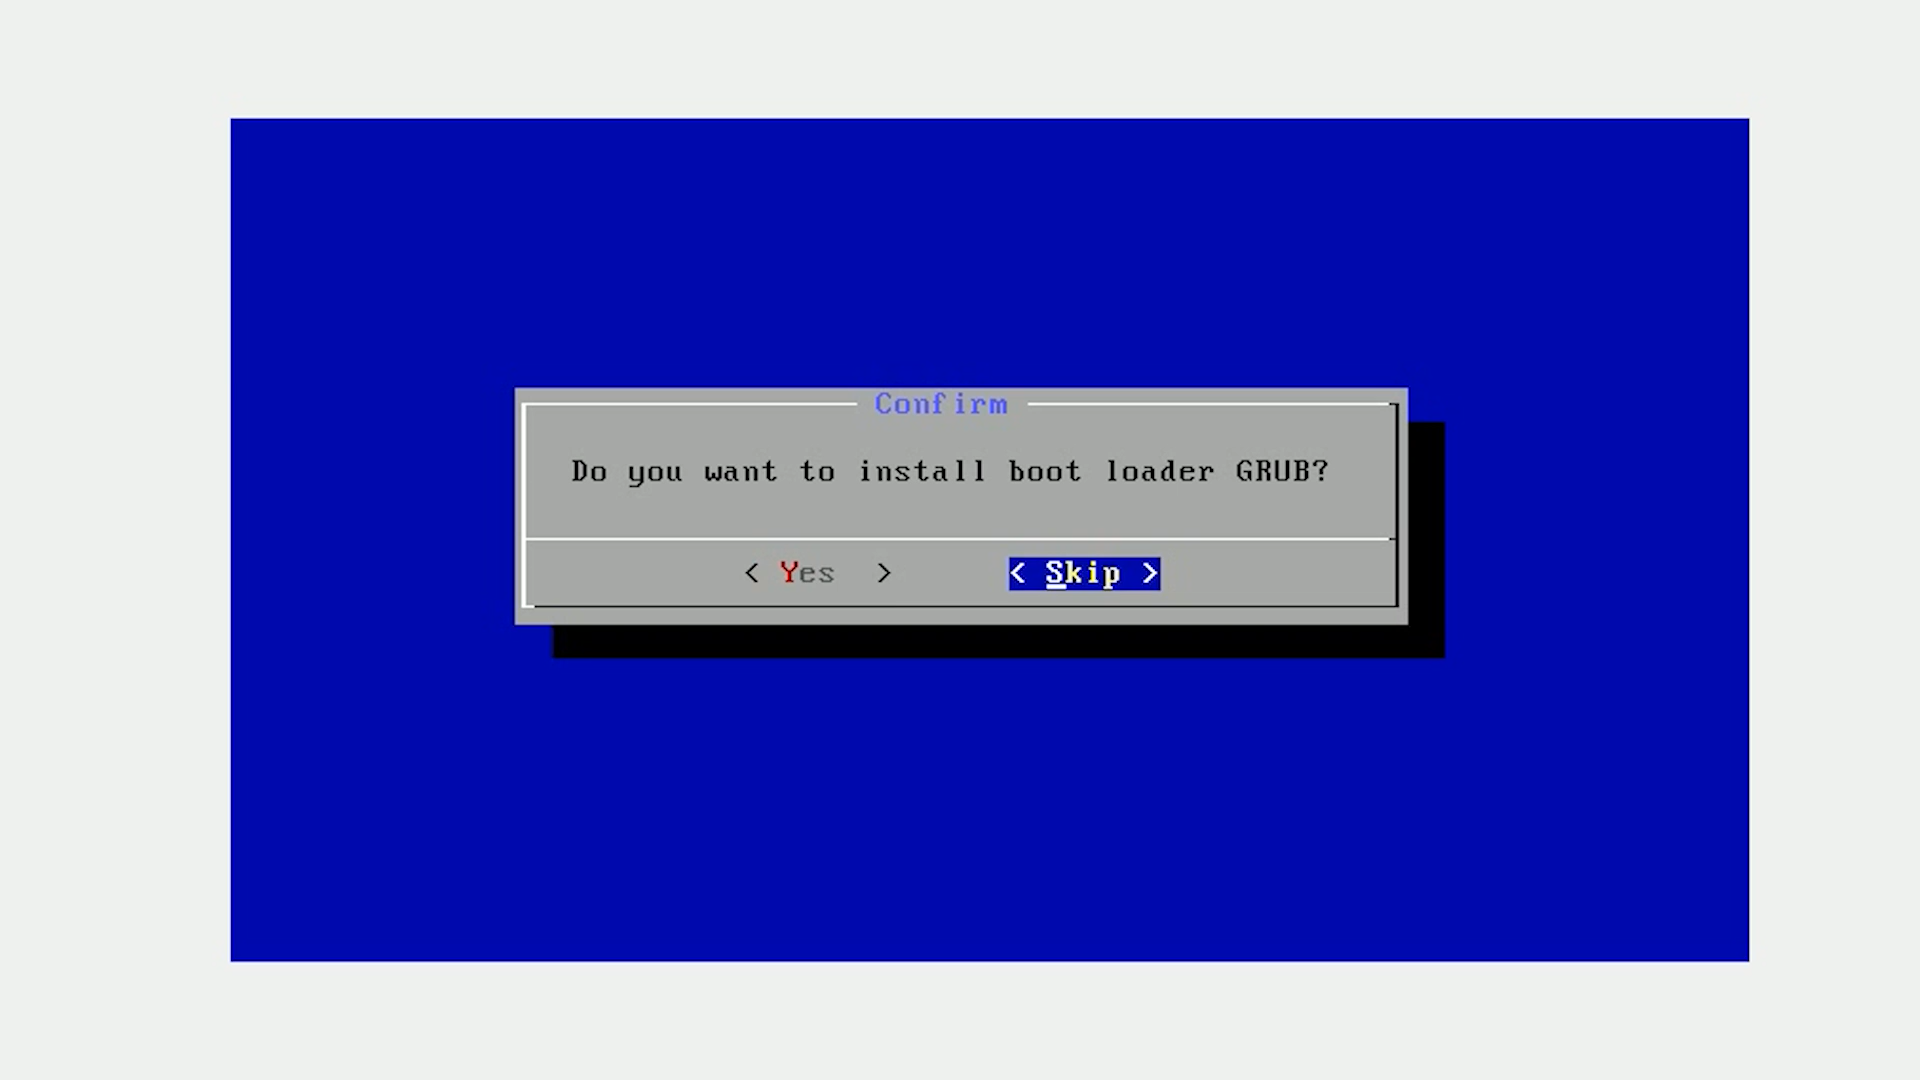 Confirm
Do you want to install boot loader GRUB?
< Yes > < Skip >